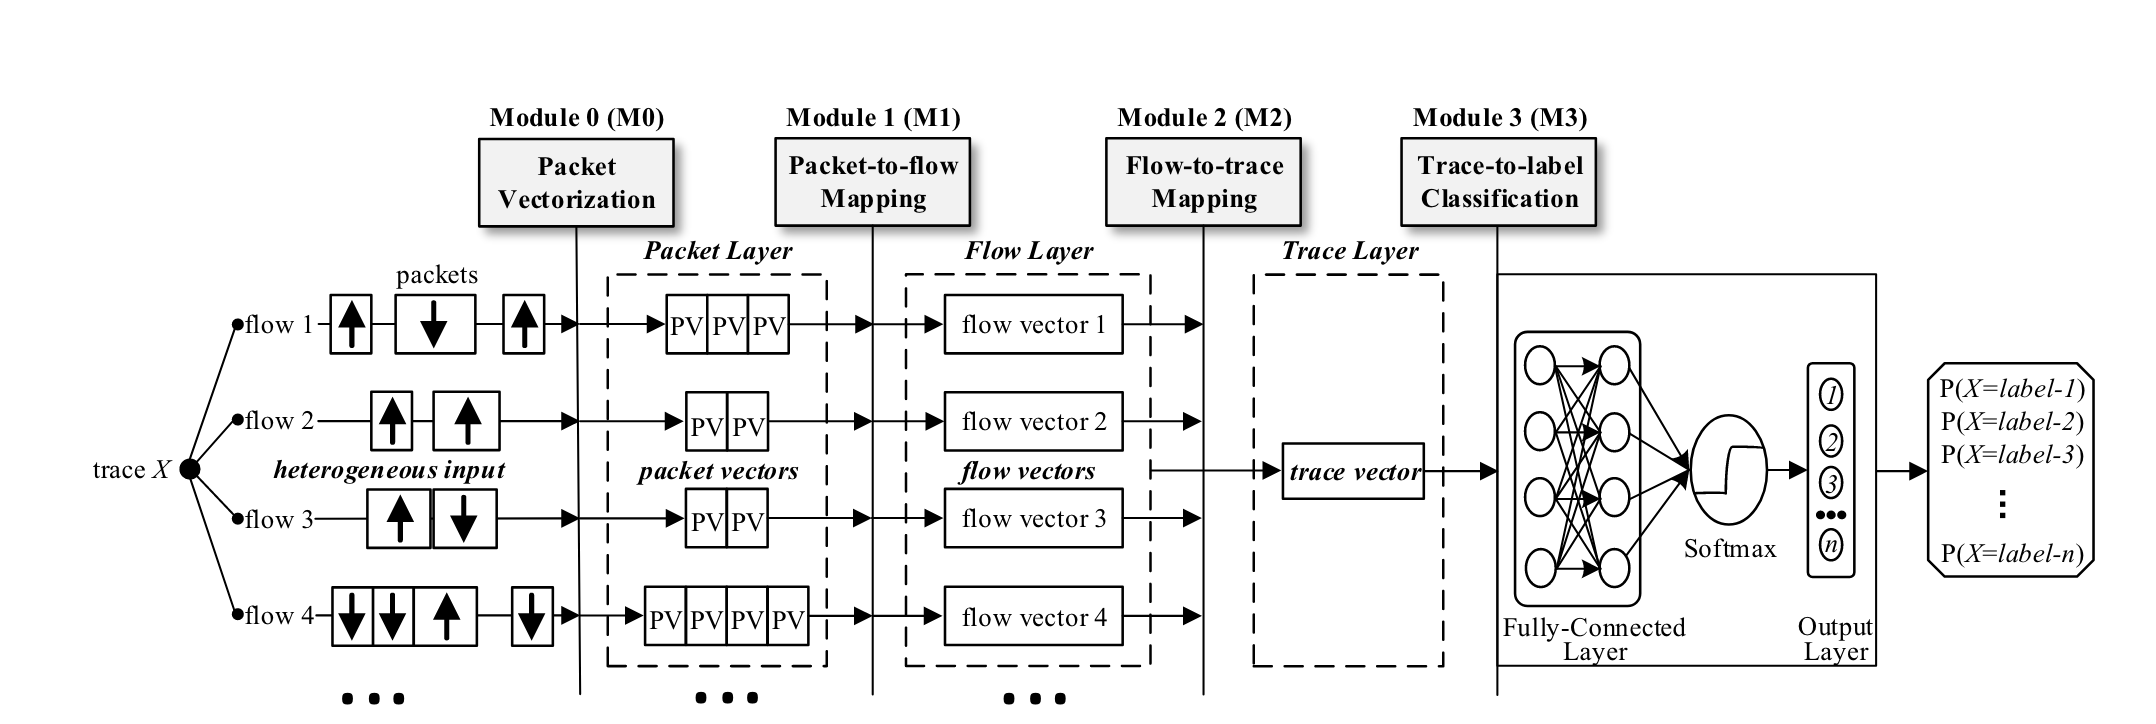 Module 0 (M0)
Packet
Vectorization
Module 1 (M1)
Packet-to-flow
Mapping
Module 2 (M2)
Flow-to-trace
Mapping
Module 3 (M3)
Trace-to-label
Classification
Packet Layer
Flow Layer
Trace Layer
packets
flow 1
PV PV PV
flow vector 1
flow 2
PV PV
flow vector 2
trace X
heterogeneous input
packet vectors
flow vectors
trace vector
flow 3
PV PV
flow vector 3
flow 4
PV PV PV PV
flow vector 4
Fully-Connected
Layer
Softmax
1
2
3
n
Output
Layer
P(X=label-1)
P(X=label-2)
P(X=label-3)
P(X=label-n)